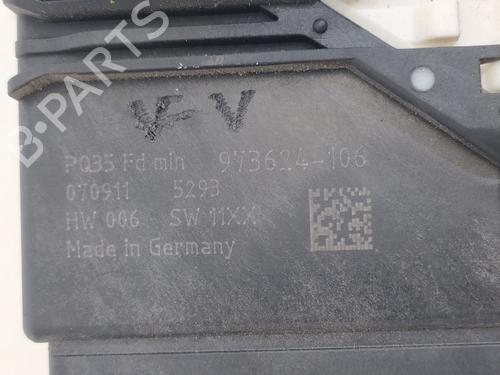 B-PARTS
V V
PQ35 Fd min 973624-106
070911 5293
HW 006 SW 11XX
Made in Germany